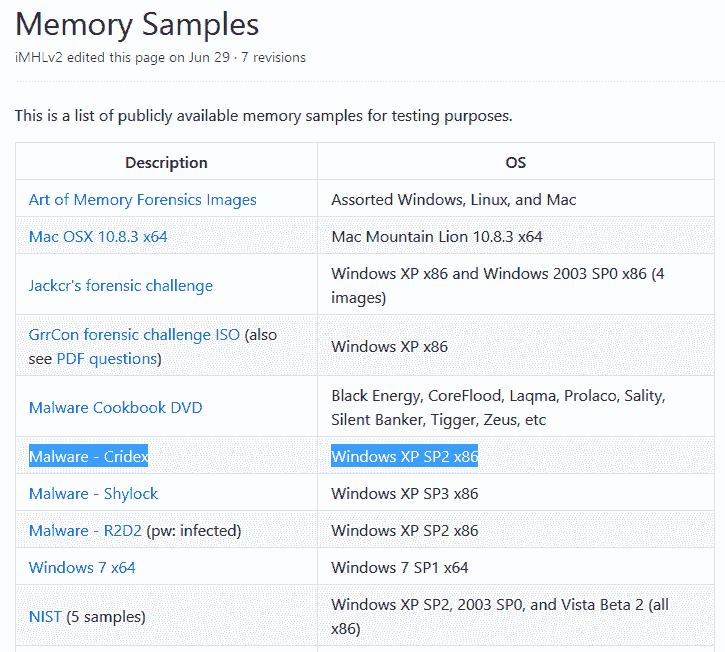 Memory Samples
iMHLv2 edited this page on Jun 29 · 7 revisions
This is a list of publicly available memory samples for testing purposes.
Description OS
Art of Memory Forensics Images Assorted Windows, Linux, and Mac
Mac OSX 10.8.3 x64 Mac Mountain Lion 10.8.3 x64
Jackcr's forensic challenge
Windows XP x86 and Windows 2003 SP0 x86 (4
images)
GrrCon forensic challenge ISO (also
see PDF questions)
Windows XP x86
Malware Cookbook DVD
Black Energy, CoreFlood, Laqma, Prolaco, Sality,
Silent Banker, Tigger, Zeus, etc
Malware - Cridex Windows XP SP2 x86
Malware - Shylock Windows XP SP3 x86
Malware - R2D2 (pw: infected) Windows XP SP2 x86
Windows 7 x64 Windows 7 SP1 x64
NIST (5 samples)
Windows XP SP2, 2003 SP0, and Vista Beta 2 (all
x86)